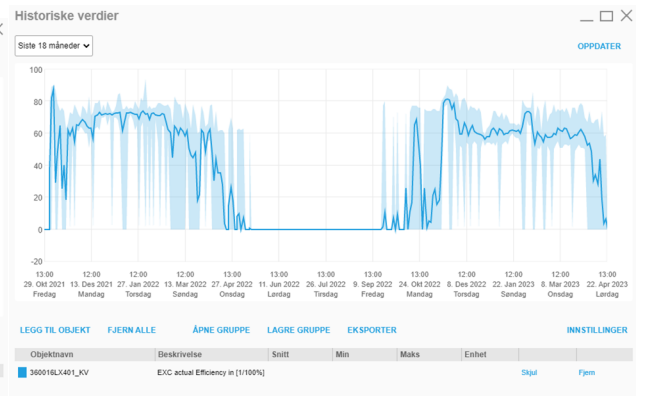 Historiske verdier
Siste 18 måneder
OPPDATER
100
80
60
40
20
0
-20
13:00 12:00 12:00 12:00 13:00 13:00 13:00 13:00 13:00 12:00 12:00 12:00 13:00
29. Okt 2021 13. Des 2021 27. Jan 2022 13. Mar 2022 27. Apr 2022 11. Jun 2022 26. Jul 2022 9. Sep 2022 24. Okt 2022 8. Des 2022 22. Jan 2023 8. Mar 2023 22. Apr 2023
Fredag Mandag Torsdag Søndag Onsdag Lørdag Tirsdag Fredag Mandag Torsdag Søndag Onsdag Lørdag
LEGG TIL OBJEKT FJERN ALLE ÅPNE GRUPPE LAGRE GRUPPE EKSPORTER INNSTILLINGER
Objektnavn Beskrivelse Snitt Min Maks Enhet
360016LX401_KV EXC actual Efficiency in [1/100%] Skjul Fjern